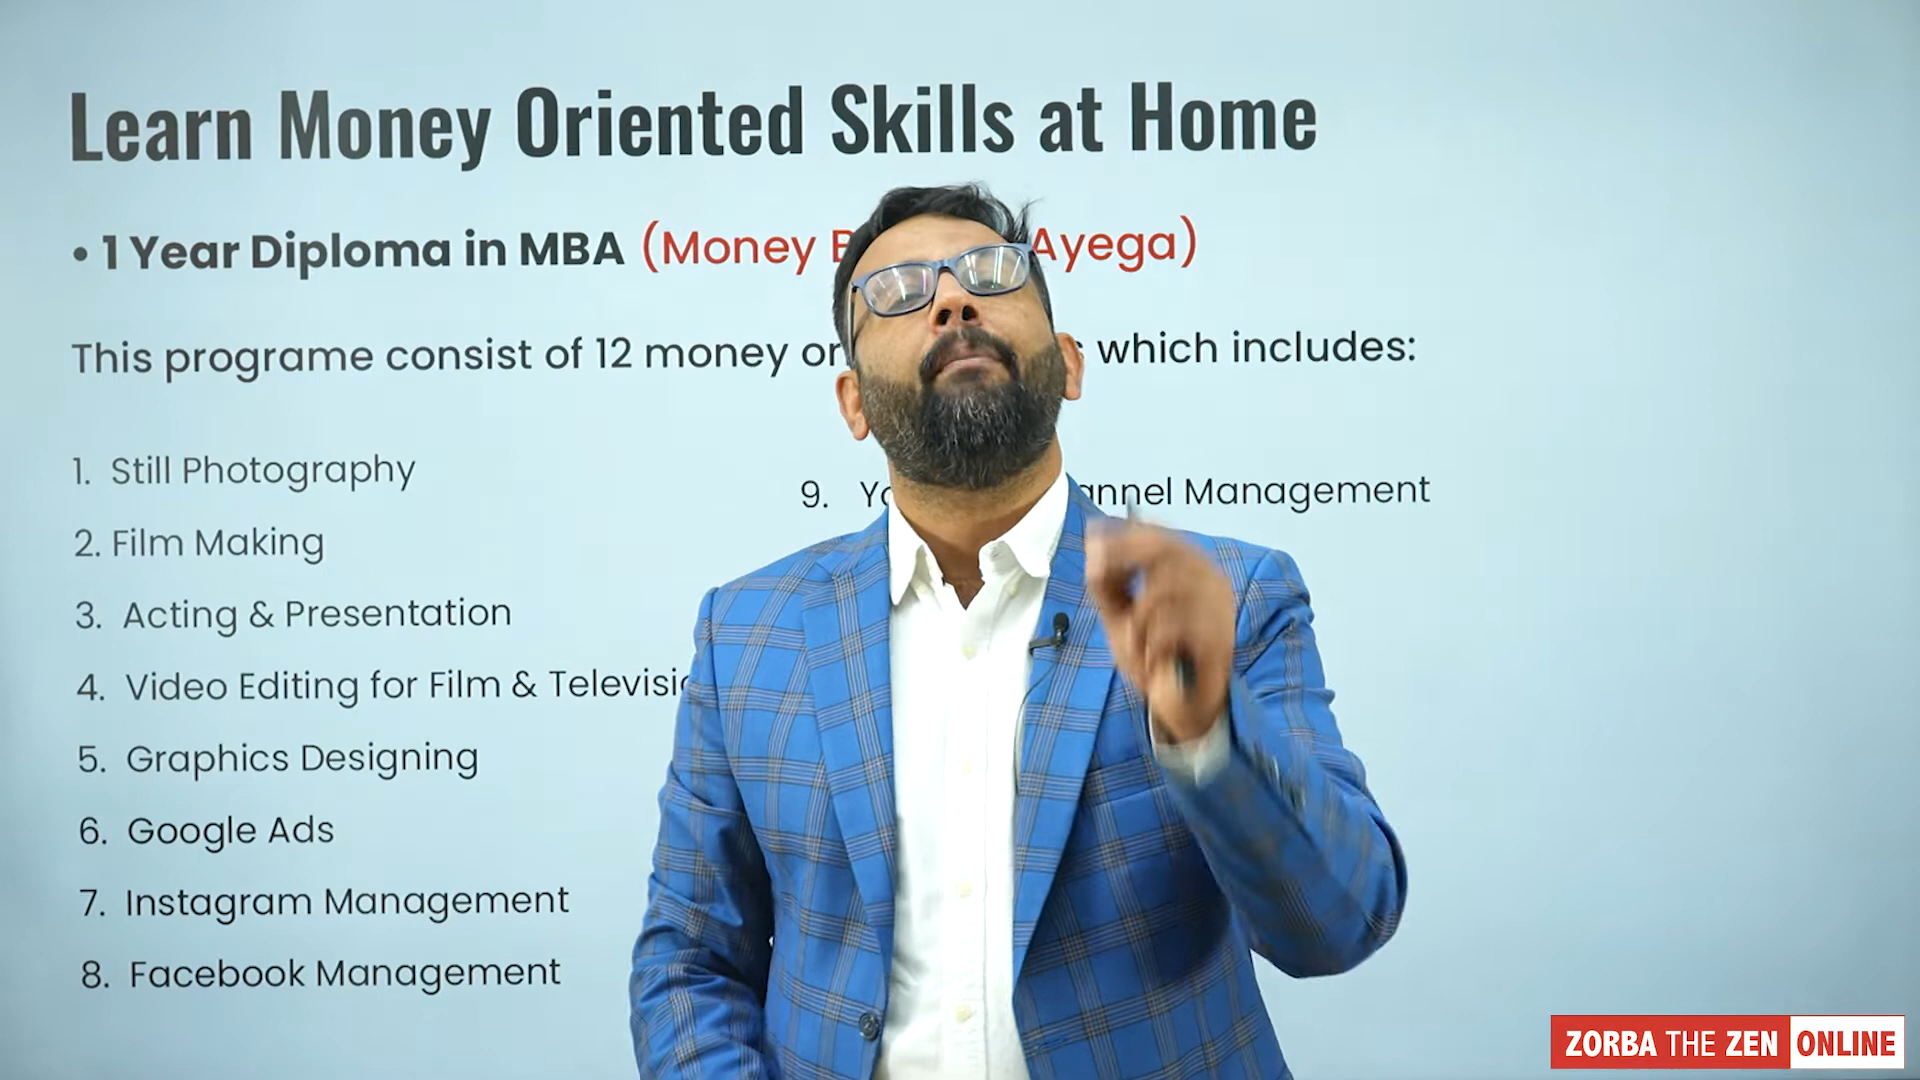 Learn Money Oriented Skills at Home
• 1 Year Diploma in MBA (Money Ayega)
This programe consist of 12 money which includes:
1. Still Photography
2. Film Making
3. Acting & Presentation
4. Video Editing for Film &
5. Graphics Designing
6. Google Ads
7. Instagram Management
8. Facebook Management
9. Management
ZORBA THE ZEN ONLINE